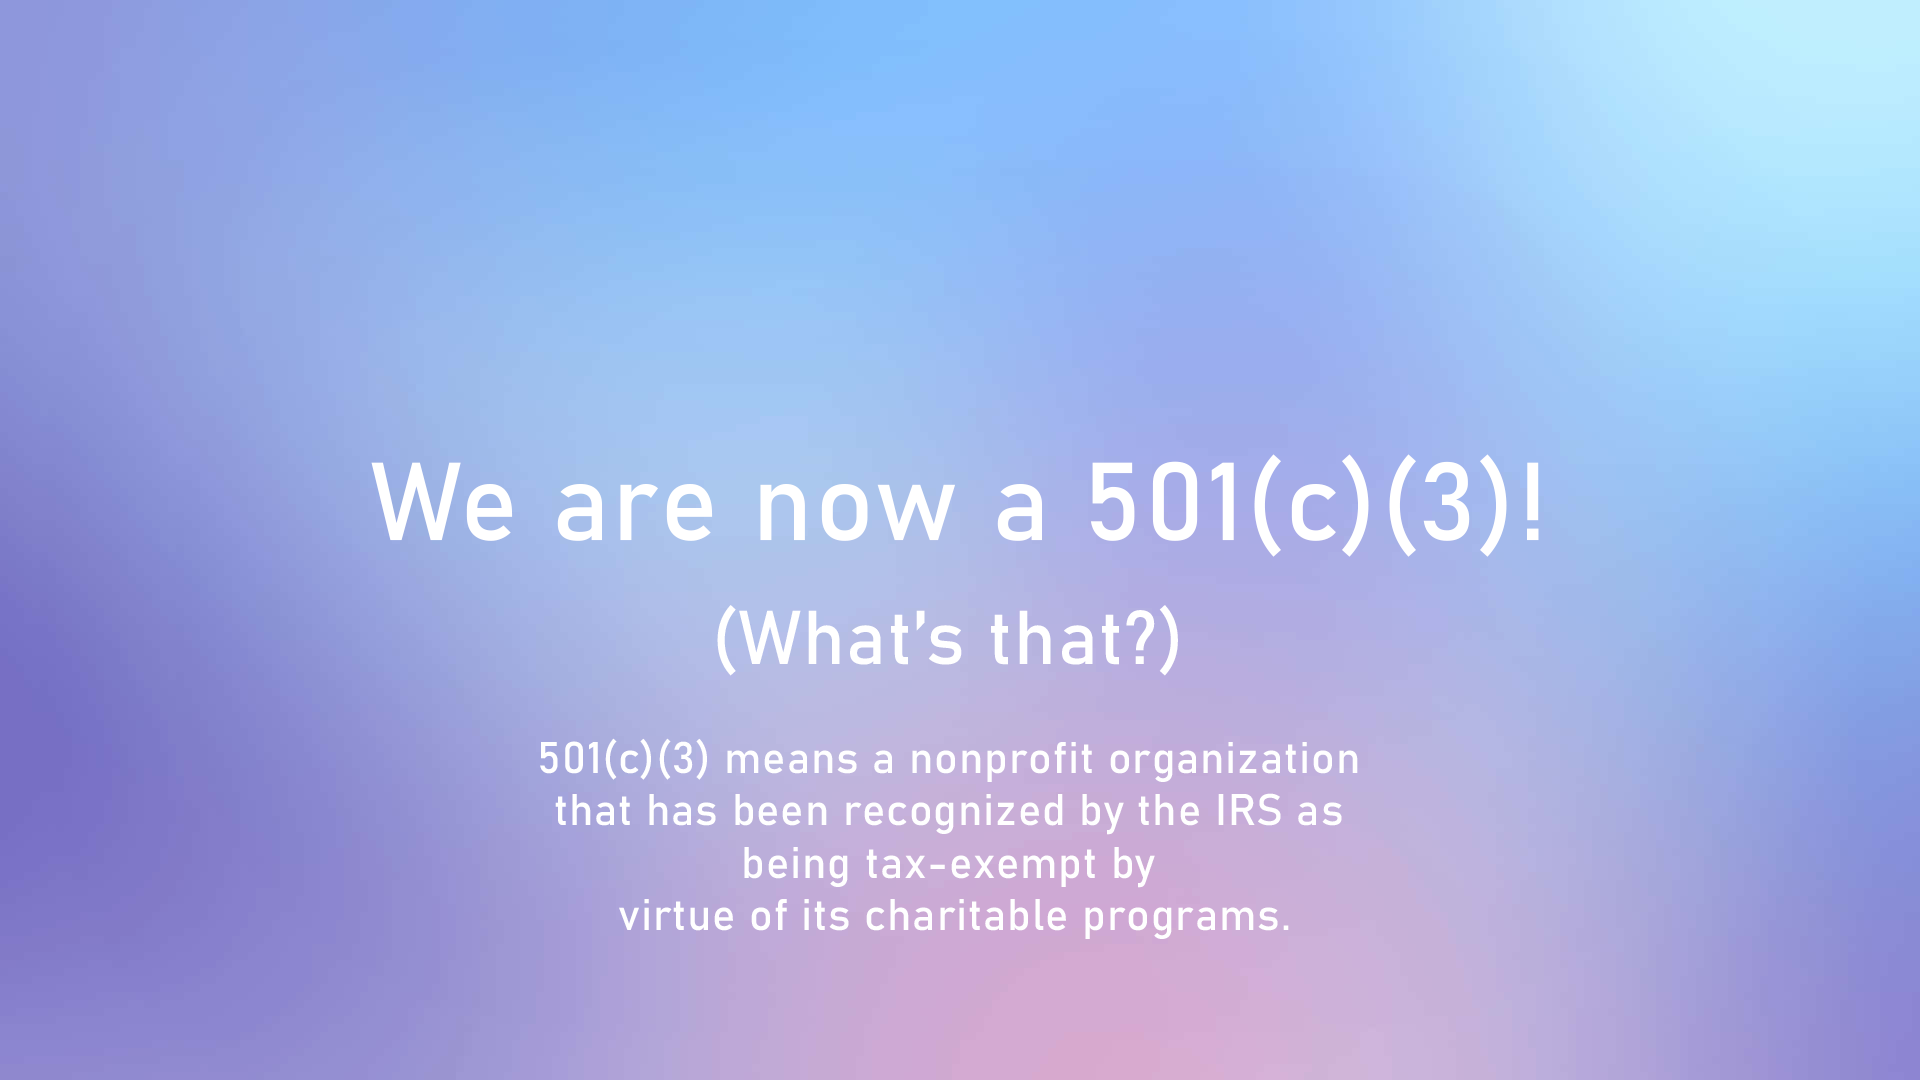 We are now a 501(c)(3)!
(What’s that?)
501(c)(3) means a nonprofit organization
that has been recognized by the IRS as
being tax-exempt by
virtue of its charitable programs.